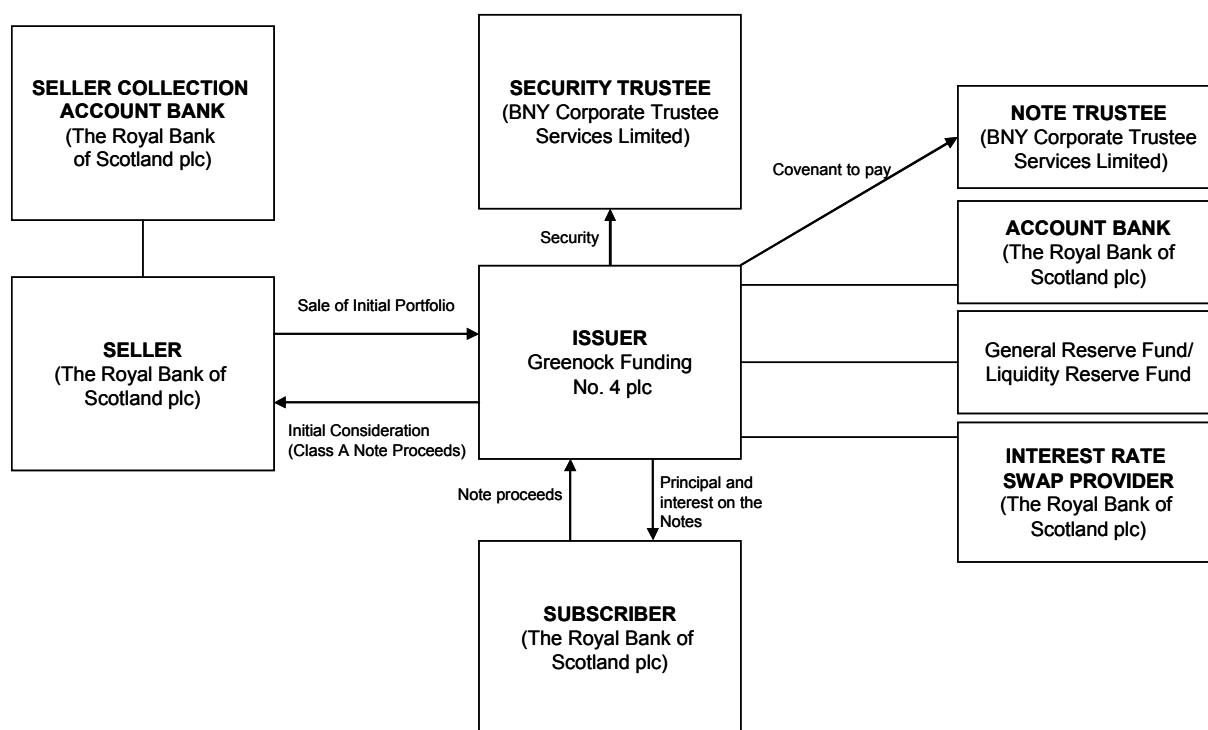 SELLER COLLECTION
ACCOUNT BANK
(The Royal Bank
of Scotland plc)
SECURITY TRUSTEE
(BNY Corporate Trustee
Services Limited)
NOTE TRUSTEE
(BNY Corporate Trustee
Services Limited)
Covenant to pay
Security
ACCOUNT BANK
(The Royal Bank of
Scotland plc)
SELLER
(The Royal Bank of
Scotland plc)
Sale of Initial Portfolio
Initial Consideration
(Class A Note Proceeds)
ISSUER
Greenock Funding
No. 4 plc
General Reserve Fund/
Liquidity Reserve Fund
INTEREST RATE
SWAP PROVIDER
(The Royal Bank of
Scotland plc)
Note proceeds
Principal and
interest on the
Notes
SUBSCRIBER
(The Royal Bank of
Scotland plc)